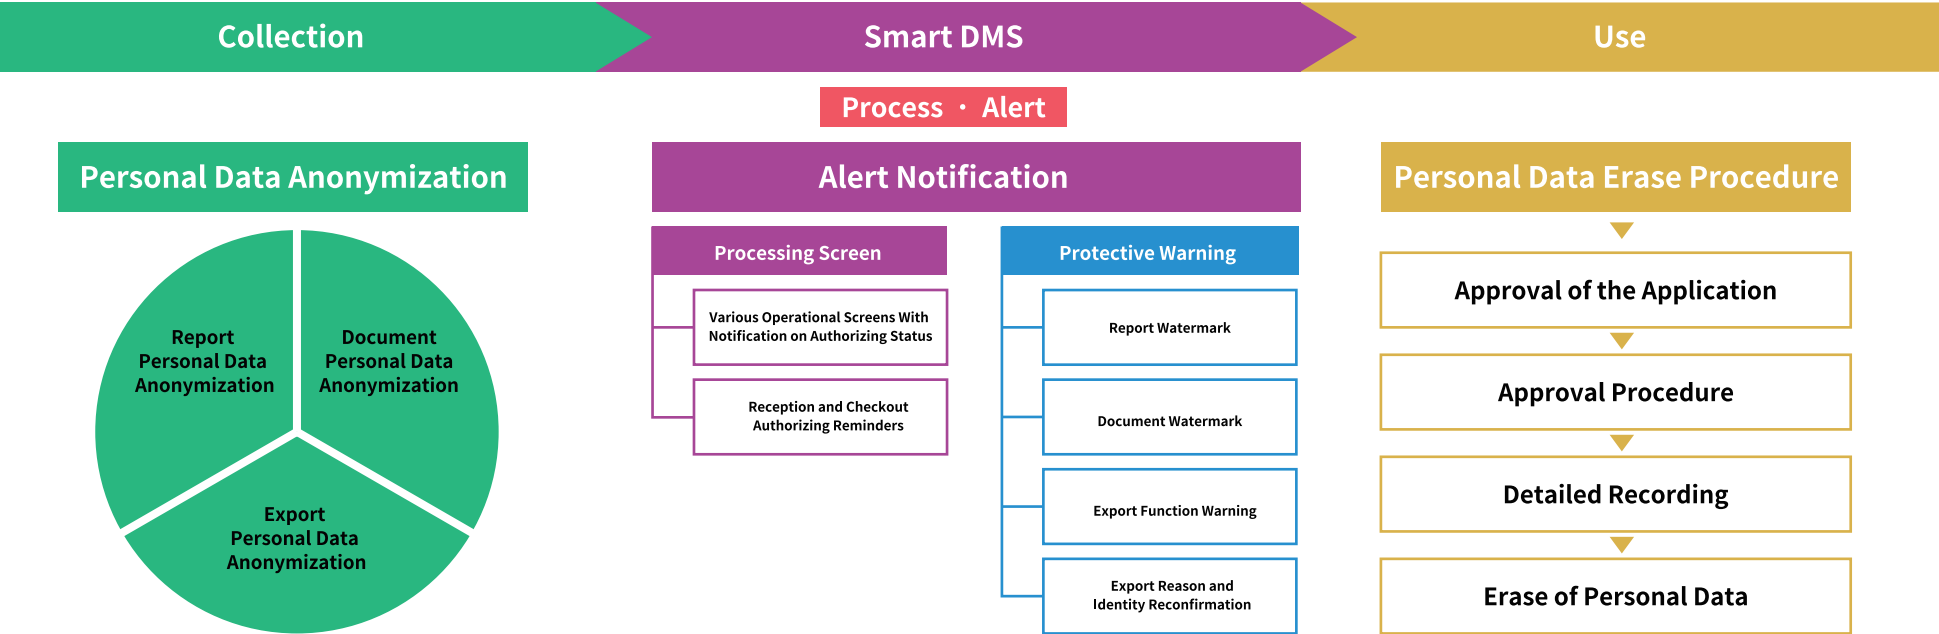 Collection
Smart DMS
Use
Process · Alert
Personal Data Anonymization
Report
Personal Data
Anonymization
Document
Personal Data
Anonymization
Export
Personal Data
Anonymization
Alert Notification
Processing Screen
Various Operational Screens With
Notification on Authorizing Status
Reception and Checkout
Authorizing Reminders
Protective Warning
Report Watermark
Document Watermark
Export Function Warning
Export Reason and
Identity Reconfirmation
Personal Data Erase Procedure
Approval of the Application
Approval Procedure
Detailed Recording
Erase of Personal Data